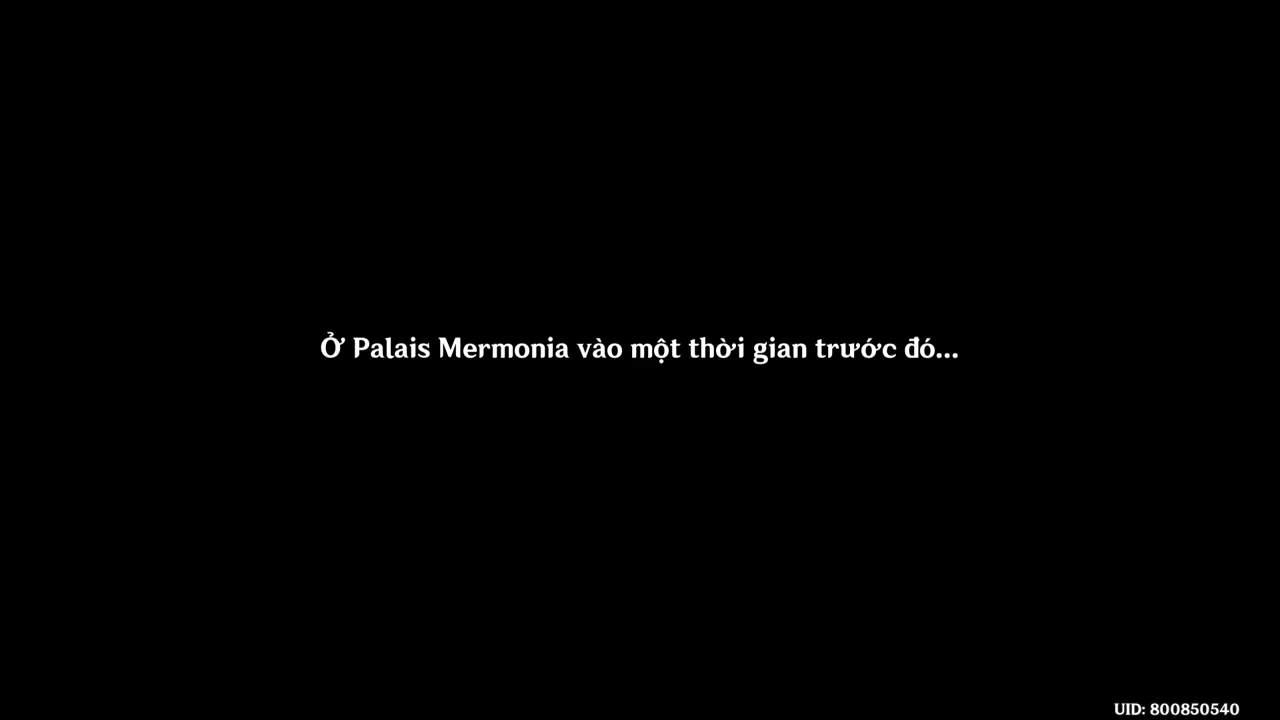 Ở Palais Mermonia vào một thời gian trước đó...
UID: 800850540